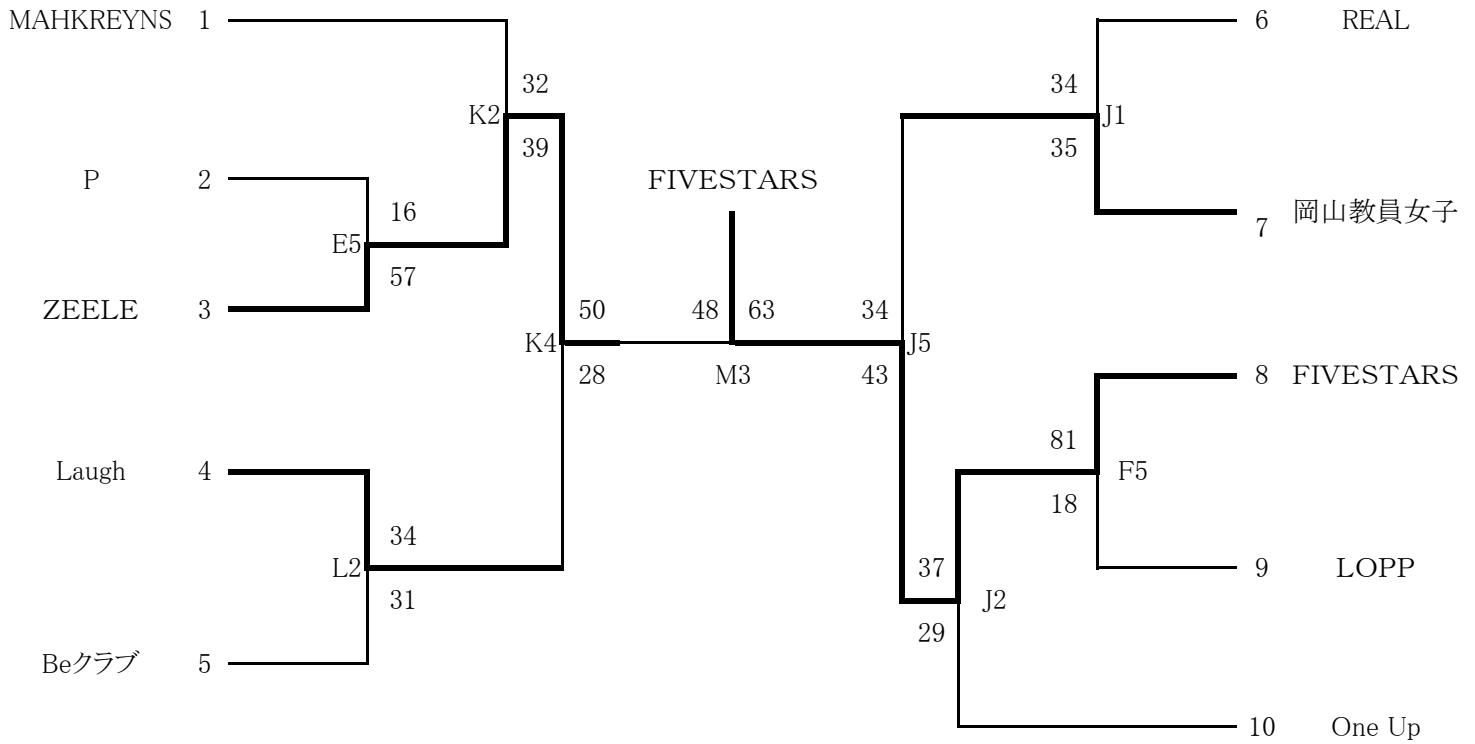 MAHKREYNS 1
6 REAL
32
34
K2
J1
39
35
P 2
FIVESTARS
16
岡山教員女子
7
E5
57
ZEELE 3
50
48 63
34
K4
J5
28
M3
43
8 FIVESTARS
81
Laugh 4
F5
18
34
37
L2
9 LOPP
31
J2
29
Beクラブ 5
10 One Up